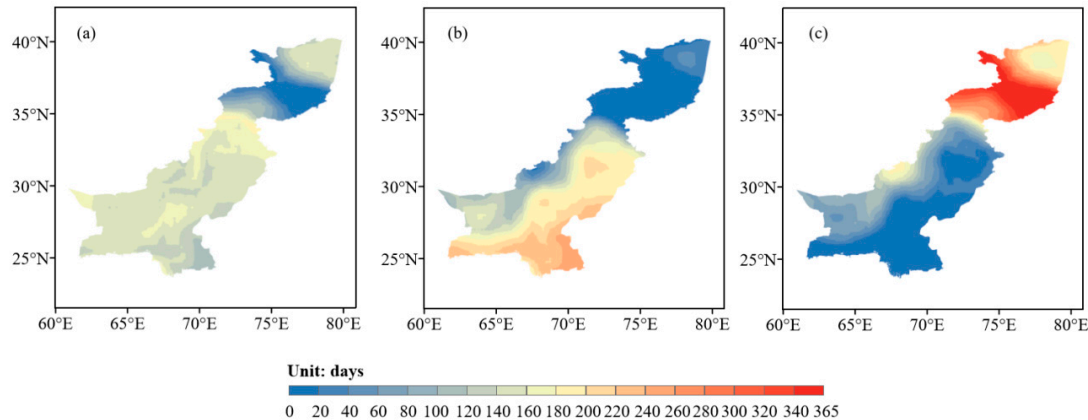 (a) (b) (c)
40°N 40°N 40°N
35°N 35°N 35°N
30°N 30°N 30°N
25°N 25°N 25°N
60°E 65°E 70°E 75°E 80°E 60°E 65°E 70°E 75°E 80°E 60°E 65°E 70°E 75°E 80°E
Unit: days
0 20 40 60 80 100 120 140 160 180 200 220 240 260 280 300 320 340 365